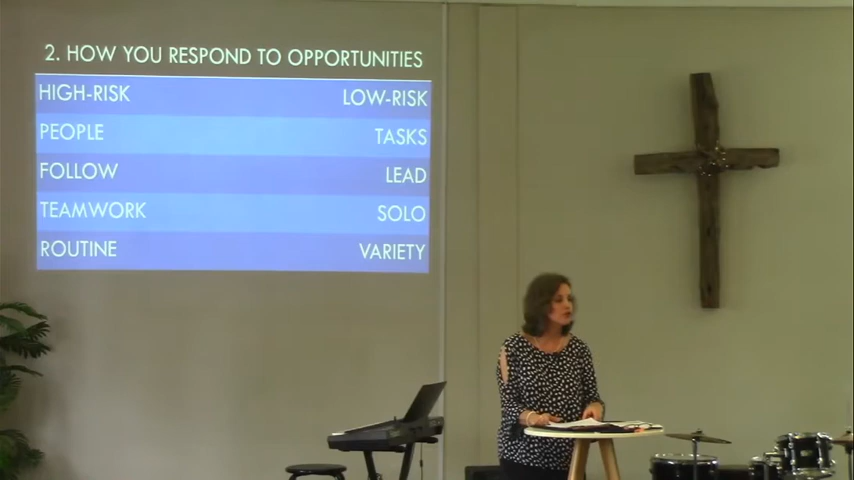 2. HOW YOU RESPOND TO OPPORTUNITIES
HIGH-RISK LOW-RISK
PEOPLE TASKS
FOLLOW LEAD
TEAMWORK SOLO
ROUTINE VARIETY